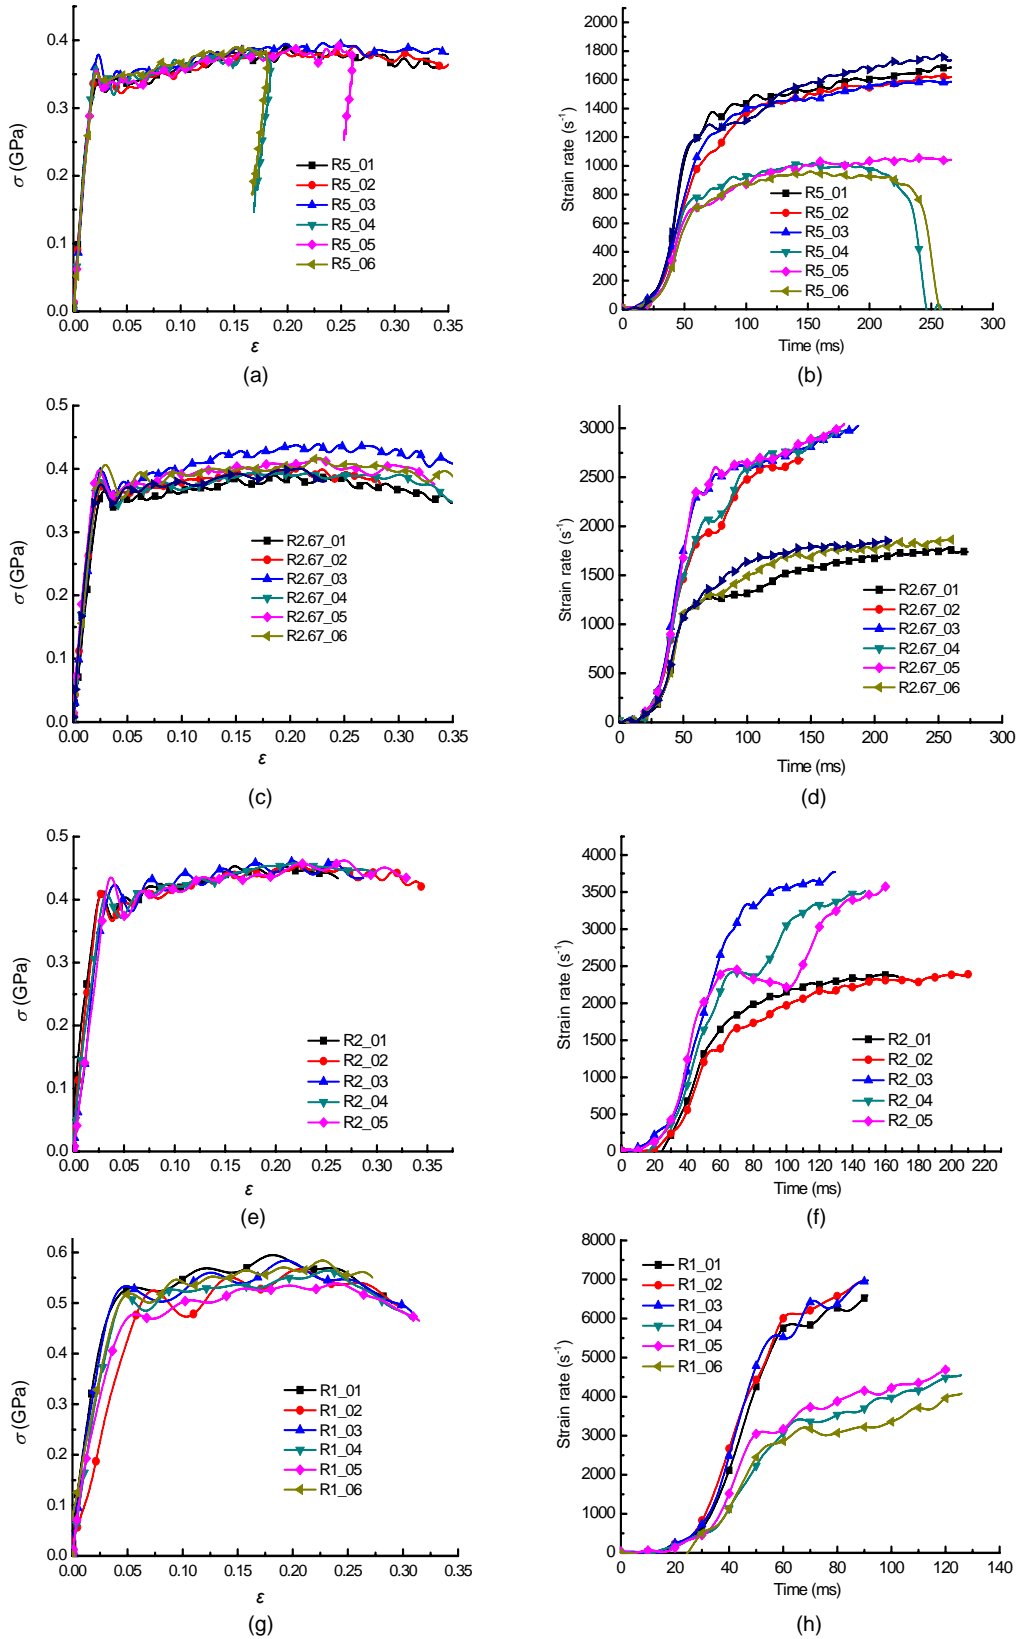 0.4
0.3
0.2
0.1
0.0
σ (GPa)
R5_01
R5_02
R5_03
R5_04
R5_05
R5_06
0.00 0.05 0.10 0.15 0.20 0.25 0.30 0.35
ε
(a)
2000
1800
1600
1400
1200
1000
800
600
400
200
0
Strain rate (s⁻¹)
R5_01
R5_02
R5_03
R5_04
R5_05
R5_06
0 50 100 150 200 250 300
Time (ms)
(b)
0.5
0.4
0.3
0.2
0.1
0.0
σ (GPa)
R2.67_01
R2.67_02
R2.67_03
R2.67_04
R2.67_05
R2.67_06
0.00 0.05 0.10 0.15 0.20 0.25 0.30 0.35
ε
(c)
3000
2500
2000
1500
1000
500
0
Strain rate (s⁻¹)
R2.67_01
R2.67_02
R2.67_03
R2.67_04
R2.67_05
R2.67_06
0 50 100 150 200 250 300
Time (ms)
(d)
0.5
0.4
0.3
0.2
0.1
0.0
σ (GPa)
R2_01
R2_02
R2_03
R2_04
R2_05
0.00 0.05 0.10 0.15 0.20 0.25 0.30 0.35
ε
(e)
3750
3500
3000
2500
2000
1500
1000
500
0
Strain rate (s⁻¹)
R2_01
R2_02
R2_03
R2_04
R2_05
0 20 40 60 80 100 120 130 160 180 200 220
Time (ms)
(f)
0.6
0.5
0.4
0.3
0.2
0.1
0.0
σ (GPa)
R1_01
R1_02
R1_03
R1_04
R1_05
R1_06
0.00 0.05 0.10 0.15 0.20 0.25 0.30 0.35
ε
(g)
8000
7000
6000
5000
4000
3000
2000
1000
0
Strain rate (s⁻¹)
R1_01
R1_02
R1_03
R1_04
R1_05
R1_06
0 20 40 60 80 100 120 140
Time (ms)
(h)